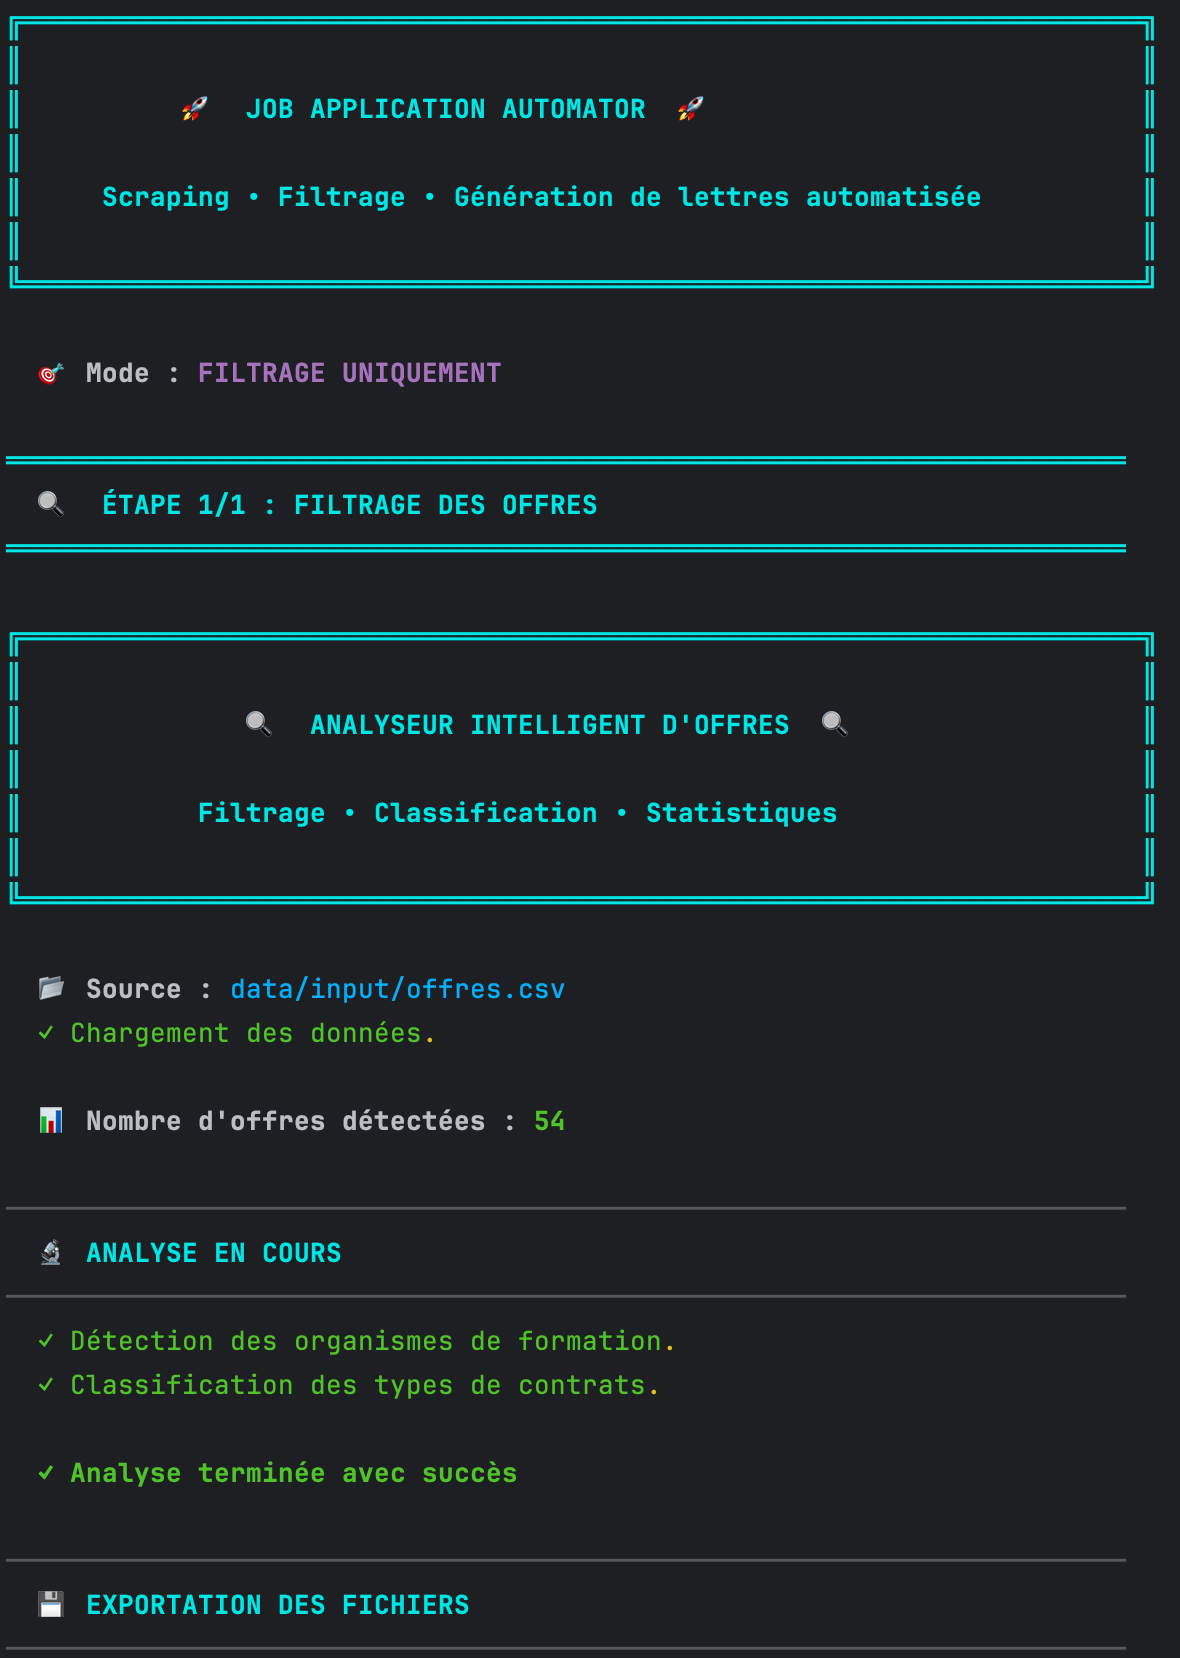 🚀 JOB APPLICATION AUTOMATOR 🚀
Scraping • Filtrage • Génération de lettres automatisée
🎯 Mode : FILTRAGE UNIQUEMENT
🔍 ÉTAPE 1/1 : FILTRAGE DES OFFRES
🔍 ANALYSEUR INTELLIGENT D'OFFRES 🔍
Filtrage • Classification • Statistiques
📂 Source : data/input/offres.csv
✓ Chargement des données.
📊 Nombre d'offres détectées : 54
🔬 ANALYSE EN COURS
✓ Détection des organismes de formation.
✓ Classification des types de contrats.
✓ Analyse terminée avec succès
💾 EXPORTATION DES FICHIERS